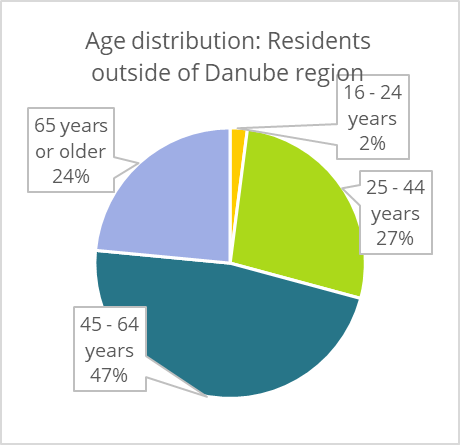 Age distribution: Residents
outside of Danube region
16 - 24
years
2%
25 - 44
years
27%
45 - 64
years
47%
65 years
or older
24%